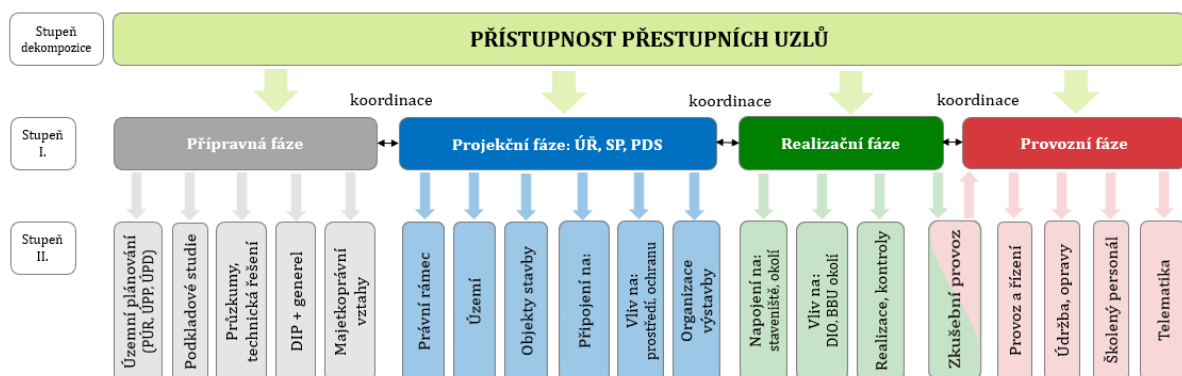 Stupeň
dekompozice
PŘÍSTUPNOST PŘESTUPNÍCH UZLŮ
koordinace
koordinace
koordinace
Stupeň
I.
Přípravná fáze
Projekční fáze: ÚŘ, SP, PDS
Realizační fáze
Provozní fáze
Stupeň
II.
Územní plánování
(PÚR, ÚPP, ÚPD)
Podkladové studie
Průzkumy,
technická řešení
DIP + generel
Majetkoprávní
vztahy
Právní rámec
Území
Objekty stavby
Připojení na:
Vliv na:
prostředí, ochranu
Organizace
výstavby
Napojení na:
staveniště, okolí
Vliv na:
DIO, BBU okolí
Realizace, kontroly
Zkušební provoz
Provoz a řízení
Údržba, opravy
Školený personál
Telematika